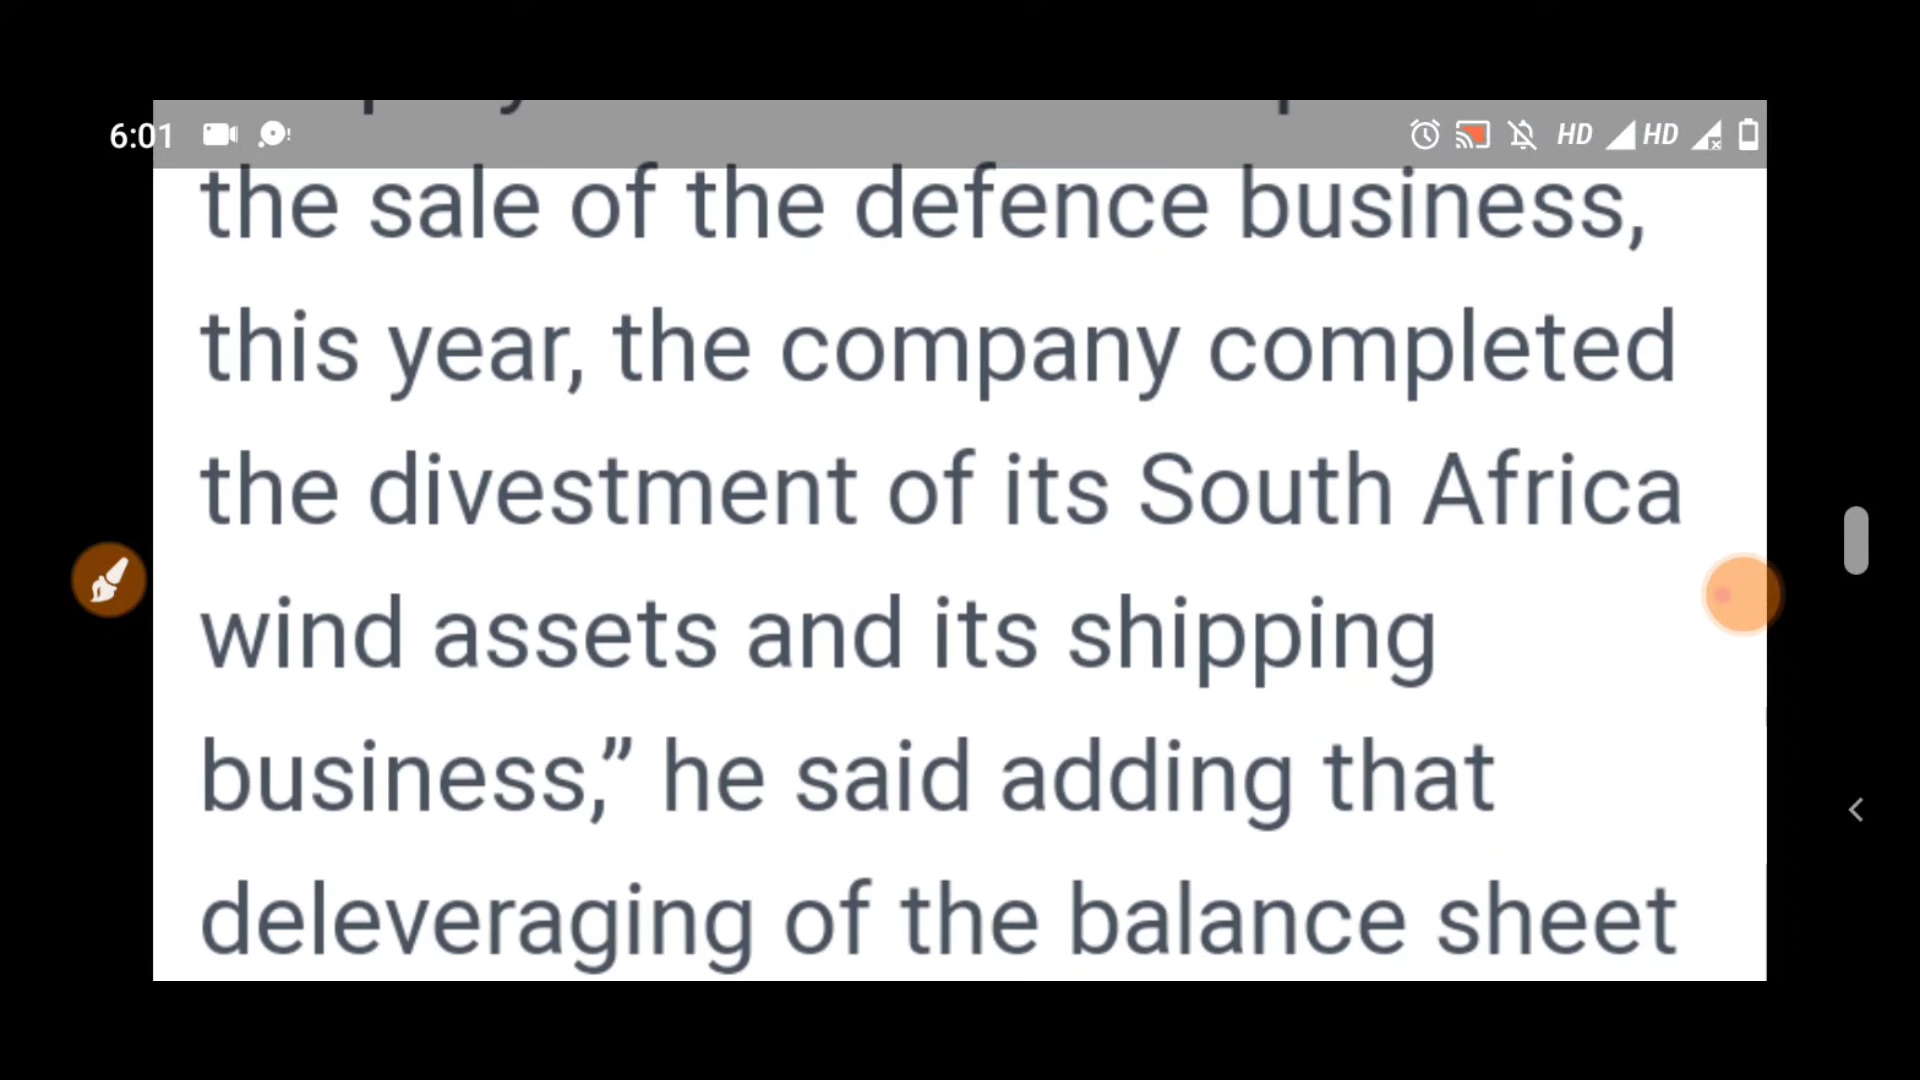 6:01
HD HD
the sale of the defence business,
this year, the company completed
the divestment of its South Africa
wind assets and its shipping
business,” he said adding that
deleveraging of the balance sheet